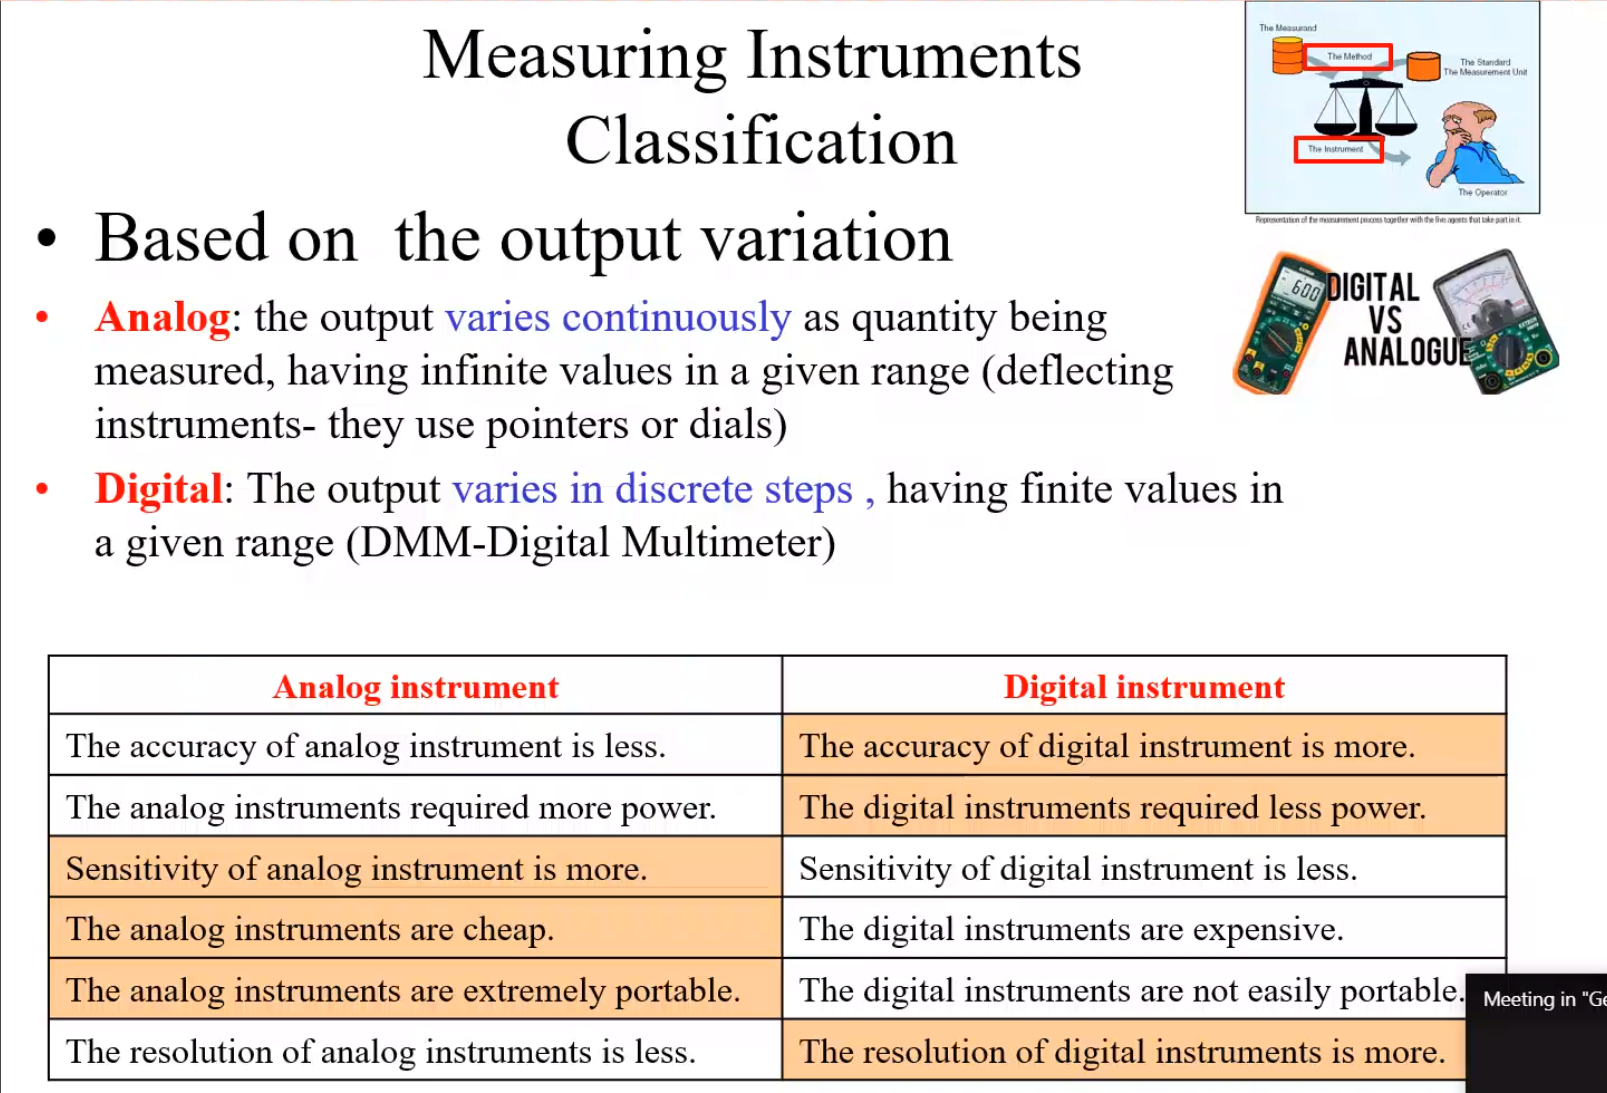 Measuring Instruments
Classification
The Measurand
The Method
The Standard
The Measurement Unit
The Instrument
The Operator
Representation of the measurement process together with the five agents that take part in it.
• Based on the output variation
600
DIGITAL
VS
ANALOGUE
• Analog: the output varies continuously as quantity being
measured, having infinite values in a given range (deflecting
instruments- they use pointers or dials)
• Digital: The output varies in discrete steps , having finite values in
a given range (DMM-Digital Multimeter)
Analog instrument Digital instrument
The accuracy of analog instrument is less. The accuracy of digital instrument is more.
The analog instruments required more power. The digital instruments required less power.
Sensitivity of analog instrument is more. Sensitivity of digital instrument is less.
The analog instruments are cheap. The digital instruments are expensive.
The analog instruments are extremely portable. The digital instruments are not easily portable.
The resolution of analog instruments is less. The resolution of digital instruments is more.
Meeting in "Ge